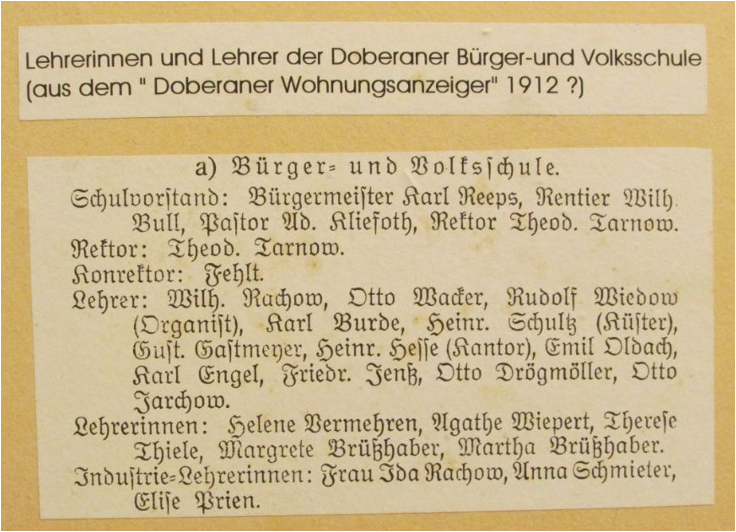 Lehrerinnen und Lehrer der Doberaner Bürger-und Volksschule
(aus dem " Doberaner Wohnungsanzeiger" 1912 ?)
a) Bürger- und Volksschule.
Schulvorstand: Bürgermeister Karl Reeps, Rentier Wilh.
Bull, Pastor Ad. Kliefoth, Rektor Theod. Tarnow.
Rektor: Theod. Tarnow.
Konrektor: Fehlt.
Lehrer: Wilh. Rachow, Otto Wacker, Rudolf Wiedow
(Organist), Karl Burde, Heinr. Schultz (Küster),
Gust. Gastmeyer, Heinr. Hesse (Kantor), Emil Oldach,
Karl Engel, Friedr. Jenß, Otto Drögmöller, Otto
Jarchow.
Lehrerinnen: Helene Vermehren, Agathe Wiepert, Therese
Thiele, Margrete Brüßhaber, Martha Brüßhaber.
Industrie-Lehrerinnen: Frau Ida Rachow, Anna Schmieter,
Elise Prien.